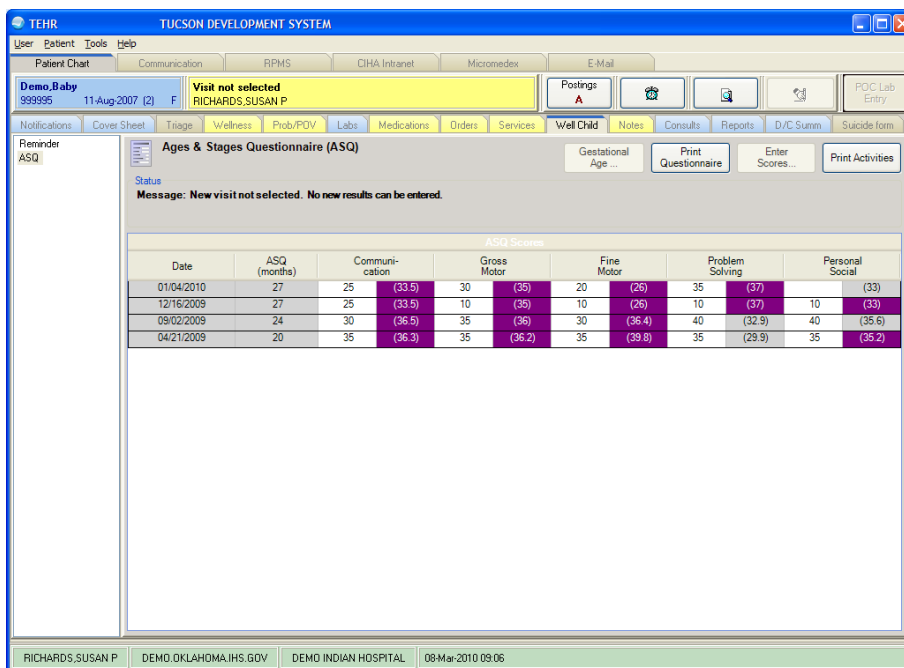 TEHR TUCSON DEVELOPMENT SYSTEM
User Patient Tools Help
Patient Chart Communication RPMS CIHA Intranet Micromedex E-Mail
Demo,Baby Visit not selected Postings POC Lab
999995 11-Aug-2007 (2) F RICHARDS,SUSAN P A Entry
Notifications Cover Sheet Triage Wellness Prob/POV Labs Medications Orders Services Well Child Notes Consults Reports D/C Summ Suicide form
Reminder
ASQ
Ages & Stages Questionnaire (ASQ)
Gestational Age ... Print Questionnaire Enter Scores... Print Activities
Status
Message: New visit not selected. No new results can be entered.
ASQ Scores
Date ASQ (months) Communi-cation Gross Motor Fine Motor Problem Solving Personal Social
01/04/2010 27 25 (33.5) 30 (35) 20 (26) 35 (37) (33)
12/16/2009 27 25 (33.5) 10 (35) 10 (26) 10 (37) 10 (33)
09/02/2009 24 30 (36.5) 35 (36) 30 (36.4) 40 (32.9) 40 (35.6)
04/21/2009 20 35 (36.3) 35 (36.2) 35 (39.8) 35 (29.9) 35 (35.2)
RICHARDS,SUSAN P DEMO.OKLAHOMA.IHS.GOV DEMO INDIAN HOSPITAL 08-Mar-2010 09:06